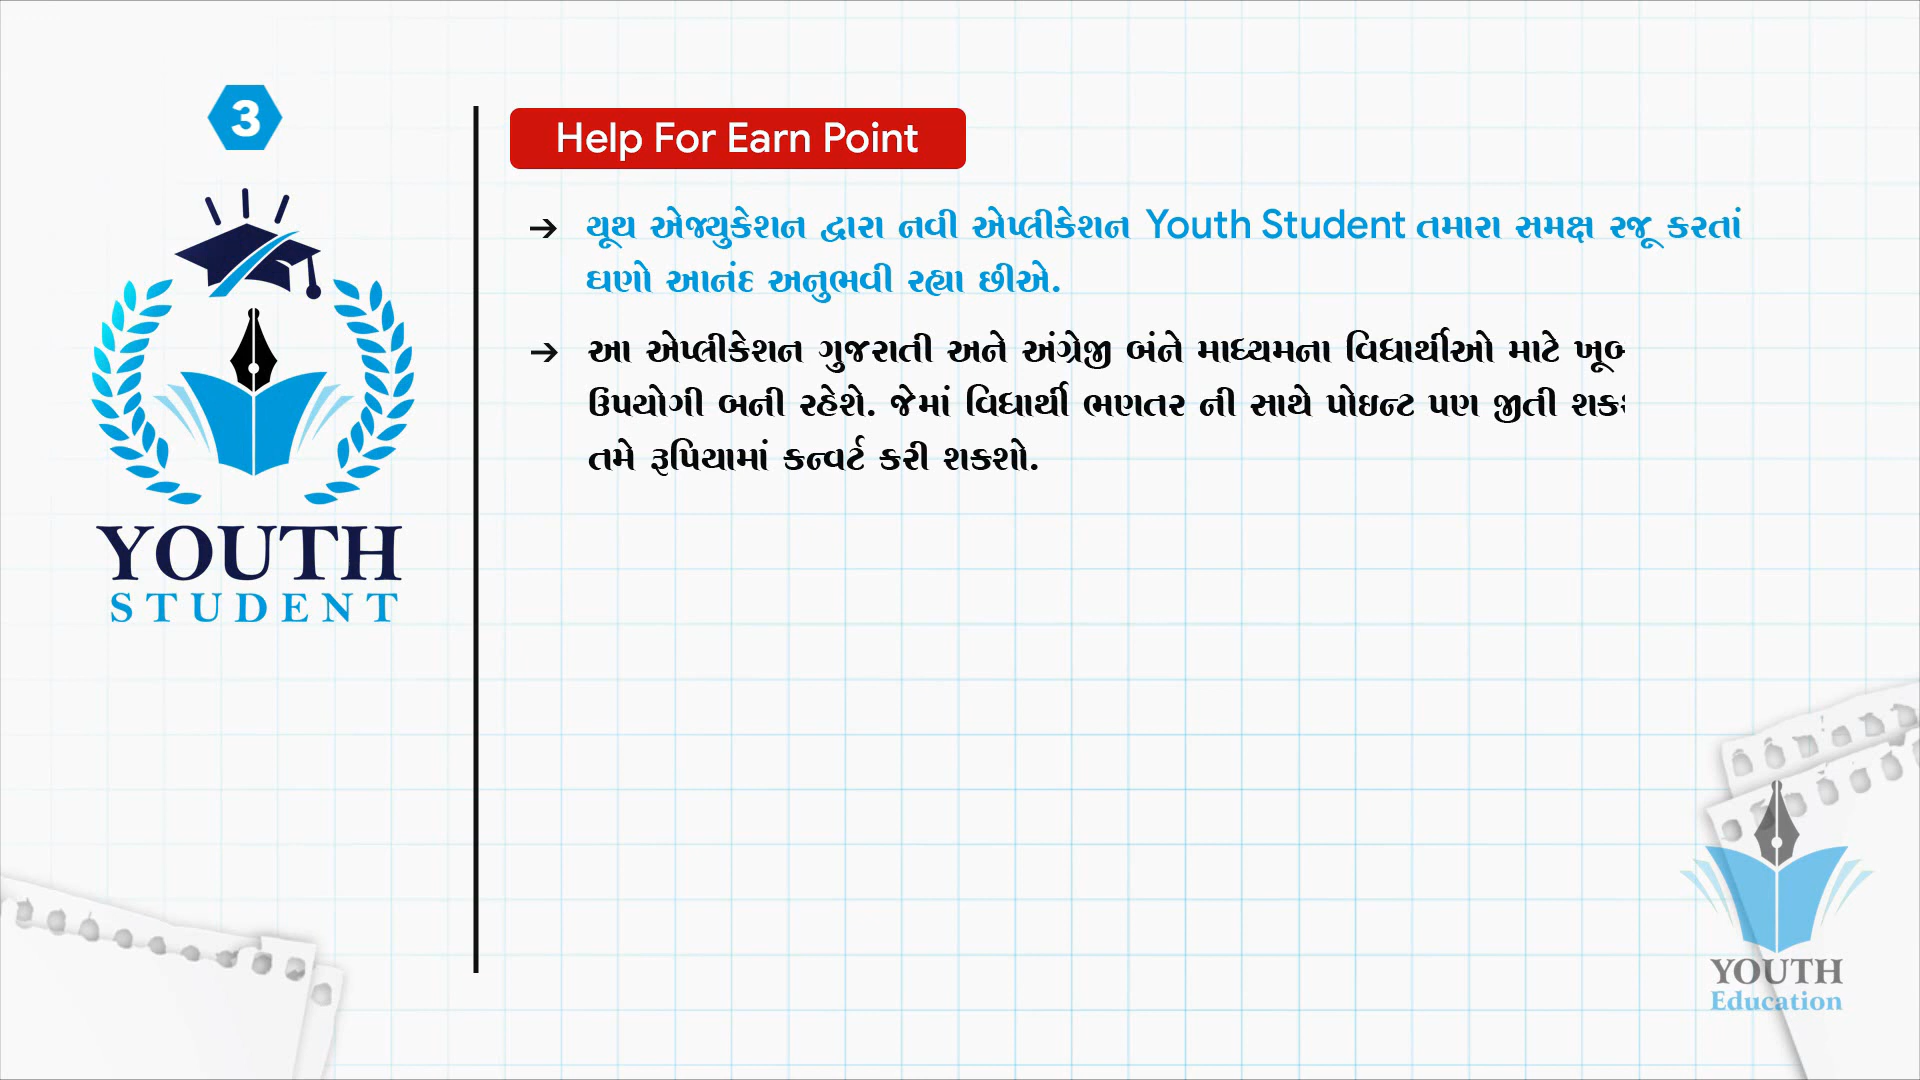 3
YOUTH
STUDENT
Help For Earn Point
→ યૂથ એજ્યુકેશન દ્વારા નવી એપ્લીકેશન Youth Student તમારા સમક્ષ રજૂ કરતાં
ઘણો આનંદ અનુભવી રહ્યા છીએ.
→ આ એપ્લીકેશન ગુજરાતી અને અંગ્રેજી બંને માધ્યમના વિદ્યાર્થીઓ માટે
ઉપયોગી બની રહેશે. જેમાં વિદ્યાર્થી ભણતર ની સાથે પોઇન્ટ પણ જીતી
તમે રૂપિયામાં કન્વર્ટ કરી શકશો.
YOUTH
Education